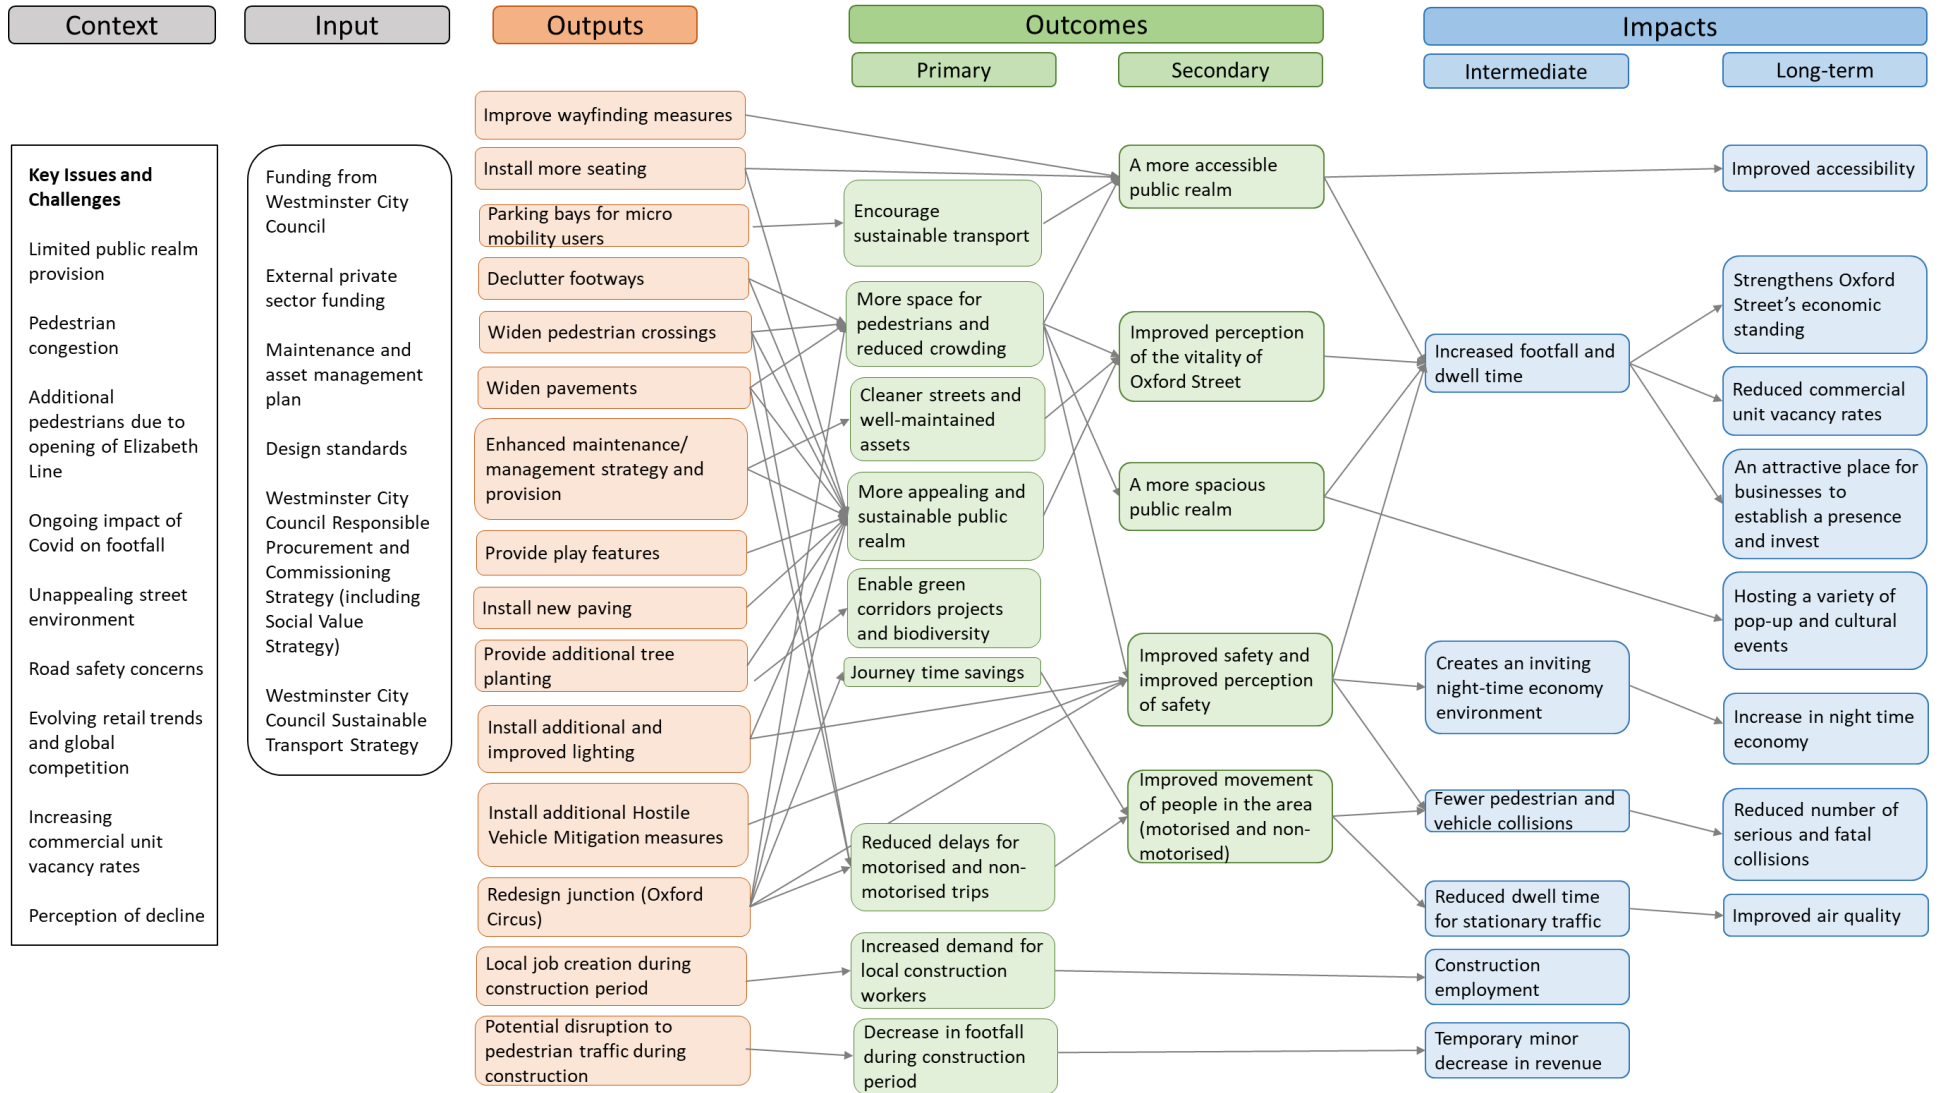 Context
Input
Outputs
Outcomes
Impacts
Primary
Secondary
Intermediate
Long-term
Key Issues and
Challenges
Limited public realm
provision
Pedestrian
congestion
Additional
pedestrians due to
opening of Elizabeth
Line
Ongoing impact of
Covid on footfall
Unappealing street
environment
Road safety concerns
Evolving retail trends
and global
competition
Increasing
commercial unit
vacancy rates
Perception of decline
Funding from
Westminster City
Council
External private
sector funding
Maintenance and
asset management
plan
Design standards
Westminster City
Council Responsible
Procurement and
Commissioning
Strategy (including
Social Value
Strategy)
Westminster City
Council Sustainable
Transport Strategy
Improve wayfinding measures
Install more seating
Parking bays for micro
mobility users
Declutter footways
Widen pedestrian crossings
Widen pavements
Enhanced maintenance/
management strategy and
provision
Provide play features
Install new paving
Provide additional tree
planting
Install additional and
improved lighting
Install additional Hostile
Vehicle Mitigation measures
Redesign junction (Oxford
Circus)
Local job creation during
construction period
Potential disruption to
pedestrian traffic during
construction
Encourage
sustainable transport
More space for
pedestrians and
reduced crowding
Cleaner streets and
well-maintained
assets
More appealing and
sustainable public
realm
Enable green
corridors projects
and biodiversity
Journey time savings
Reduced delays for
motorised and non-
motorised trips
Increased demand for
local construction
workers
Decrease in footfall
during construction
period
A more accessible
public realm
Improved perception
of the vitality of
Oxford Street
A more spacious
public realm
Improved safety and
improved perception
of safety
Improved movement
of people in the area
(motorised and non-
motorised)
Increased footfall and
dwell time
Creates an inviting
night-time economy
environment
Fewer pedestrian and
vehicle collisions
Reduced dwell time
for stationary traffic
Construction
employment
Temporary minor
decrease in revenue
Improved accessibility
Strengthens Oxford
Street’s economic
standing
Reduced commercial
unit vacancy rates
An attractive place for
businesses to
establish a presence
and invest
Hosting a variety of
pop-up and cultural
events
Increase in night time
economy
Reduced number of
serious and fatal
collisions
Improved air quality